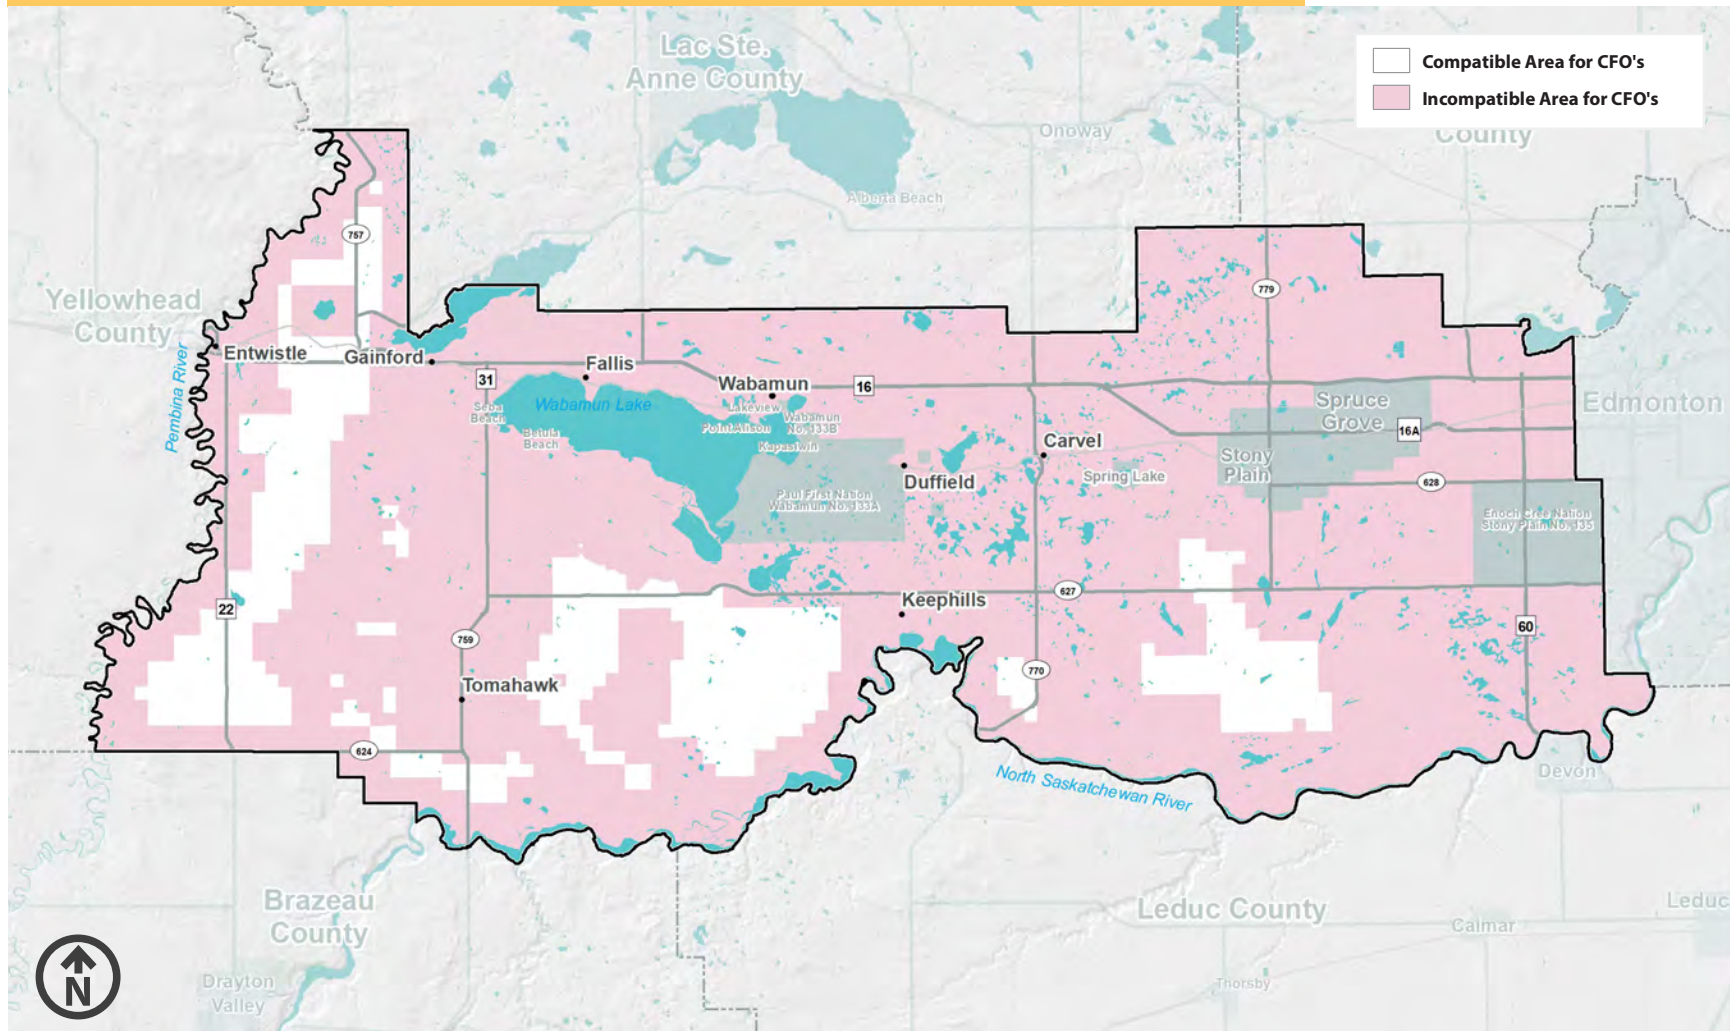 Lac Ste.
Anne County
Compatible Area for CFO's
Incompatible Area for CFO's
County
Onoway
Alberta Beach
757
779
Yellowhead
County
Pembina River
Entwistle
Gainford
Fallis
31
Wabamun
16
Seba
Beach
Wabamun Lake
Lakeview
Point Alison
Wabamun
No. 133B
Betula
Beach
Kapasiwin
Spruce
Grove
Edmonton
16A
Carvel
Stony
Plain
Spring Lake
Duffield
628
Paul First Nation
Wabamun No. 133A
Enoch Cree Nation
Stony Plain No. 135
627
Keephills
22
60
759
770
Tomahawk
624
North Saskatchewan River
Devon
Brazeau
County
Leduc County
Leduc
Calmar
Drayton
Valley
Thorsby
N